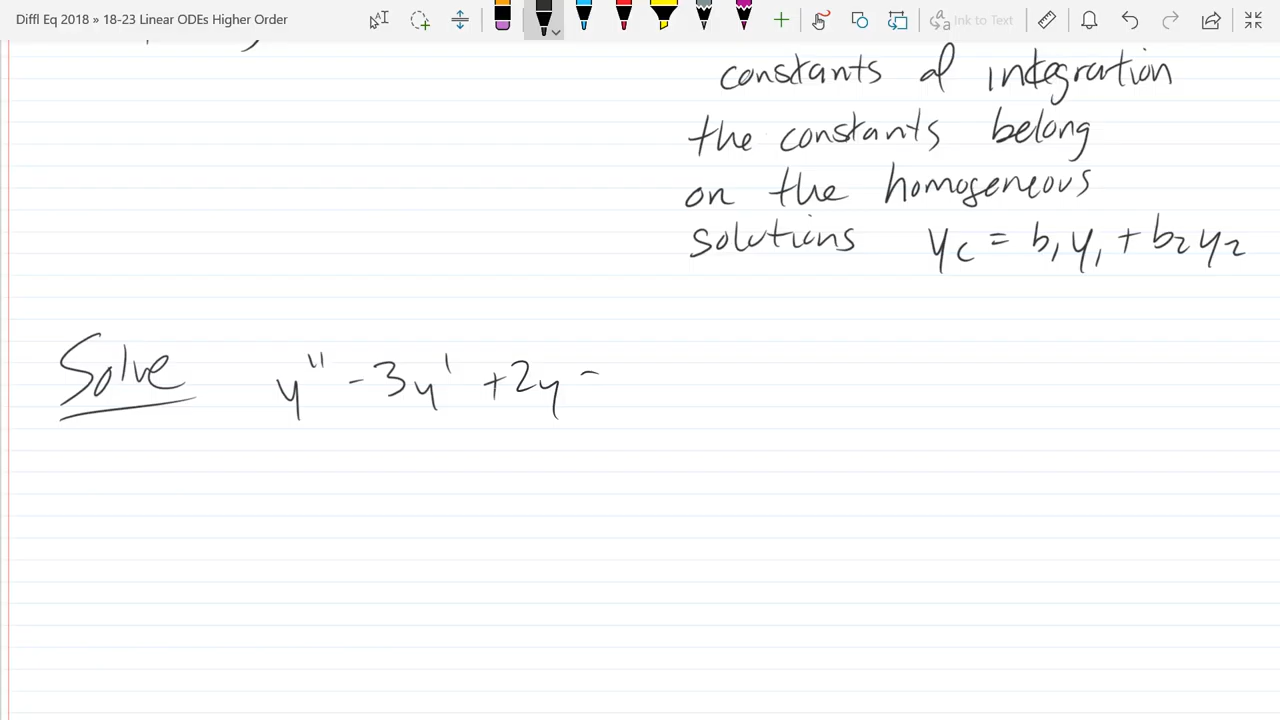 Diffl Eq 2018 » 18-23 Linear ODEs Higher Order
Ink to Text
constants of integration
the constants belong
on the homogeneous
solutions y_c = b_1 y_1 + b_2 y_2
Solve y'' - 3y' + 2y -